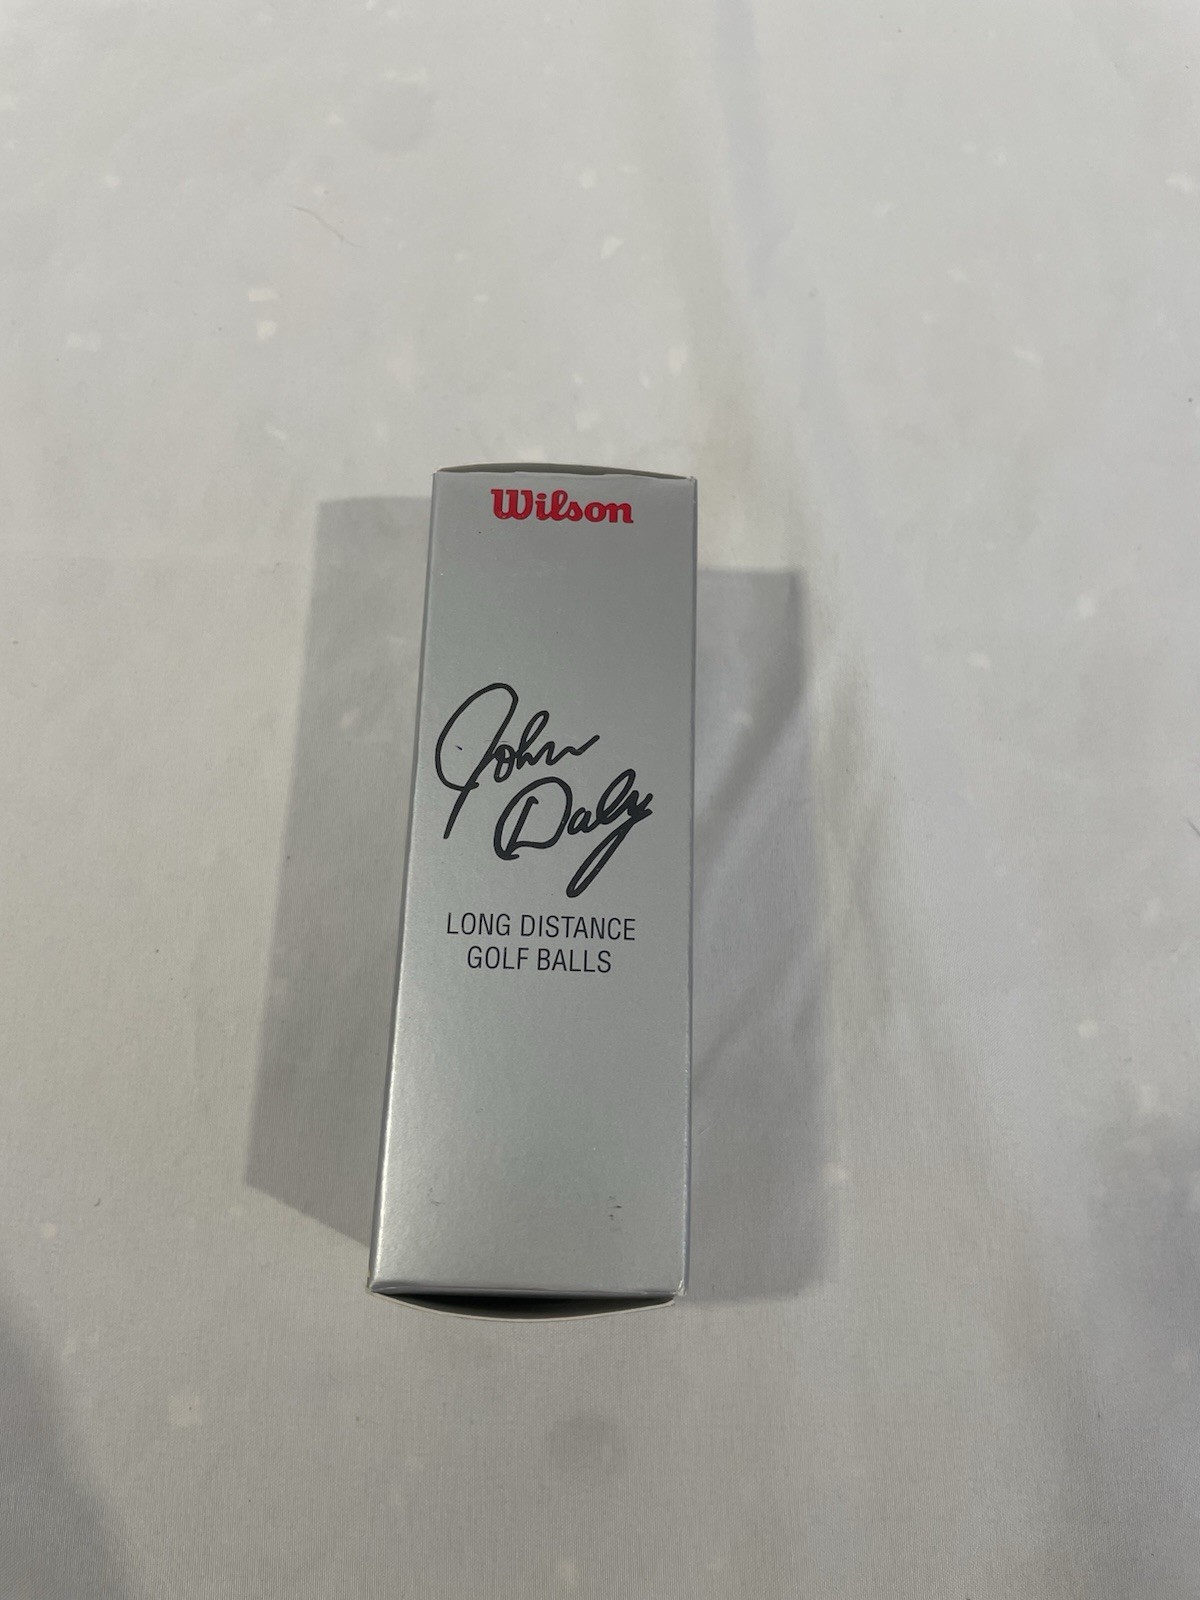 Wilson
John
Daly
LONG DISTANCE
GOLF BALLS